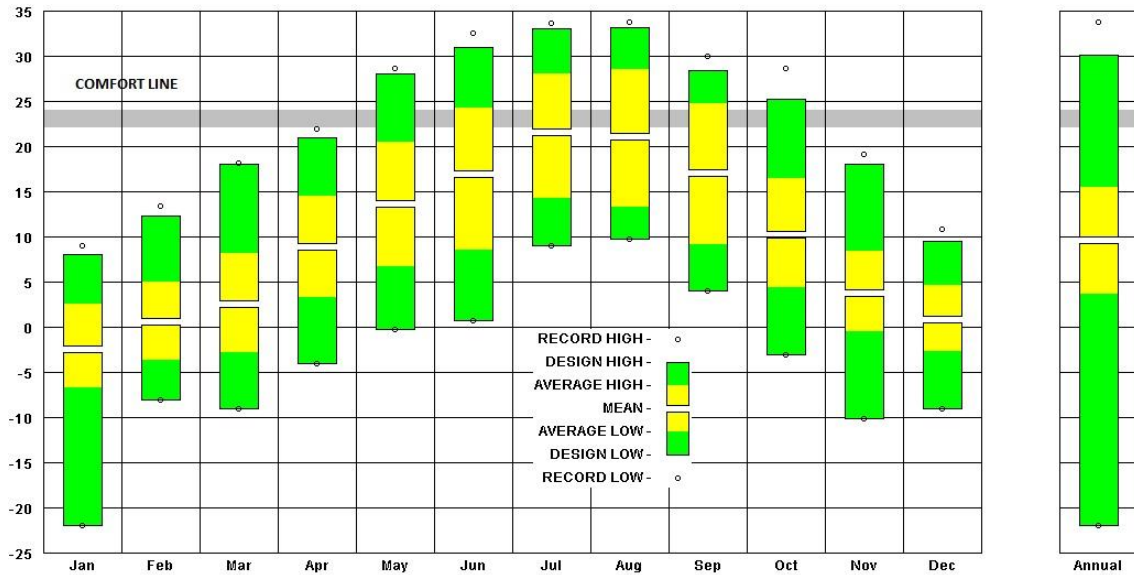 35
30
COMFORT LINE
25
20
15
10
5
0
-5
-10
-15
-20
-25
RECORD HIGH -
DESIGN HIGH -
AVERAGE HIGH -
MEAN -
AVERAGE LOW -
DESIGN LOW -
RECORD LOW -
Jan Feb Mar Apr May Jun Jul Aug Sep Oct Nov Dec Annual